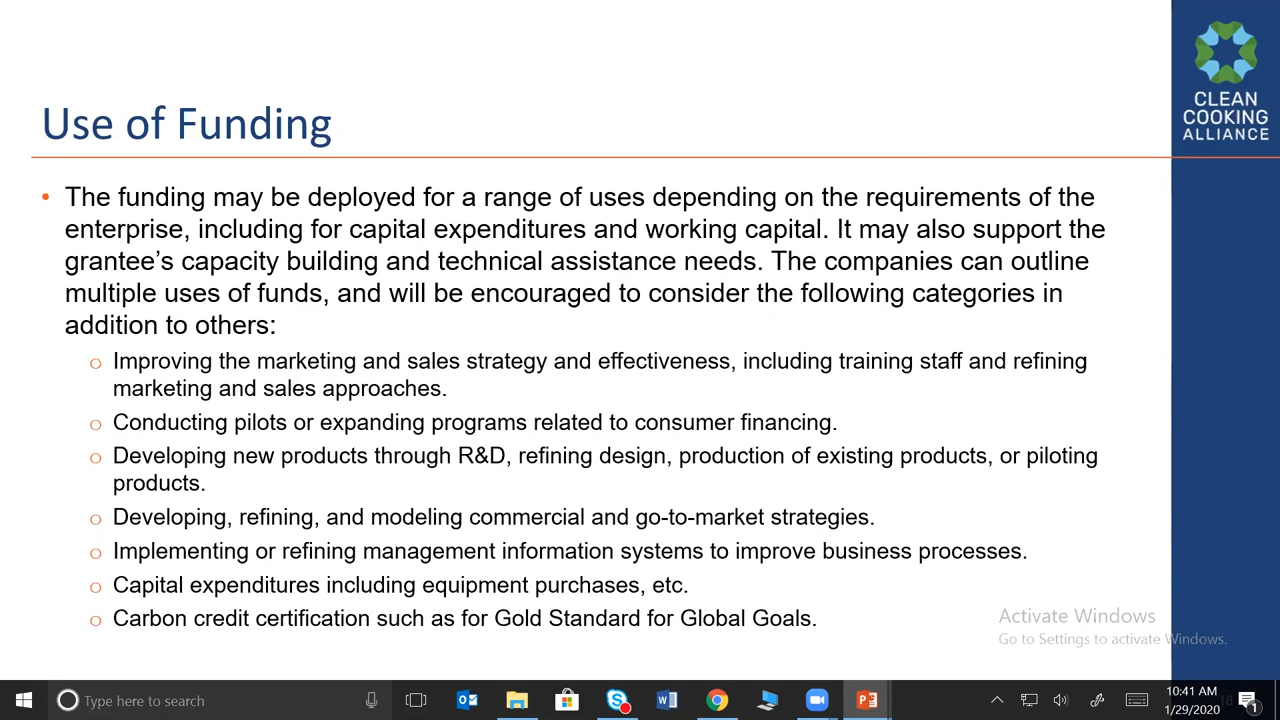 CLEAN
COOKING
ALLIANCE
Use of Funding
• The funding may be deployed for a range of uses depending on the requirements of the
enterprise, including for capital expenditures and working capital. It may also support the
grantee’s capacity building and technical assistance needs. The companies can outline
multiple uses of funds, and will be encouraged to consider the following categories in
addition to others:
o Improving the marketing and sales strategy and effectiveness, including training staff and refining
marketing and sales approaches.
o Conducting pilots or expanding programs related to consumer financing.
o Developing new products through R&D, refining design, production of existing products, or piloting
products.
o Developing, refining, and modeling commercial and go-to-market strategies.
o Implementing or refining management information systems to improve business processes.
o Capital expenditures including equipment purchases, etc.
o Carbon credit certification such as for Gold Standard for Global Goals.
Activate Windows
Go to Settings to activate Windows.
Type here to search
10:41 AM
1/29/2020
16
1